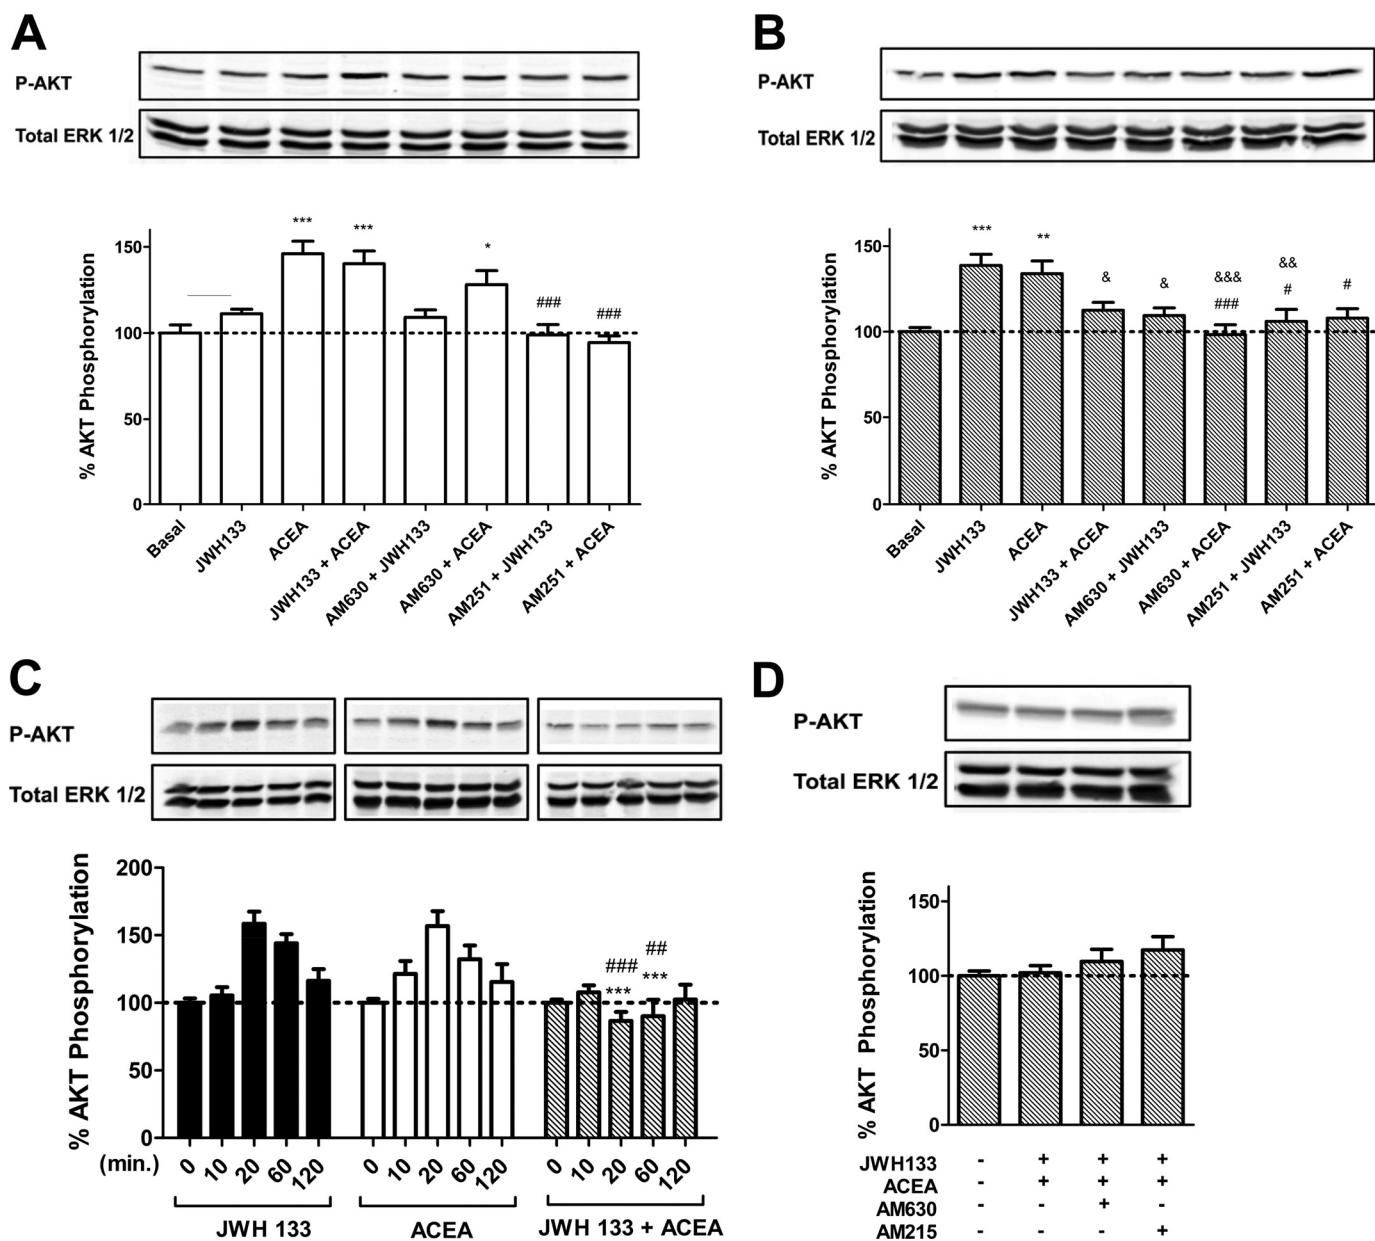 A
P-AKT
Total ERK 1/2
% AKT Phosphorylation
150
100
50
0
***
***
*
###
###
Basal
JWH133
ACEA
JWH133 + ACEA
AM630 + JWH133
AM630 + ACEA
AM251 + JWH133
AM251 + ACEA
B
P-AKT
Total ERK 1/2
% AKT Phosphorylation
150
100
50
0
***
**
&
&
&&&
###
&&
#
#
Basal
JWH133
ACEA
JWH133 + ACEA
AM630 + JWH133
AM630 + ACEA
AM251 + JWH133
AM251 + ACEA
C
P-AKT
Total ERK 1/2
% AKT Phosphorylation
200
150
100
50
0
###
***
##
***
(min.)
0 10 20 60 120
0 10 20 60 120
0 10 20 60 120
JWH 133
ACEA
JWH 133 + ACEA
D
P-AKT
Total ERK 1/2
% AKT Phosphorylation
150
100
50
0
JWH133 - + + +
ACEA - + + +
AM630 - - + -
AM215 - - - +